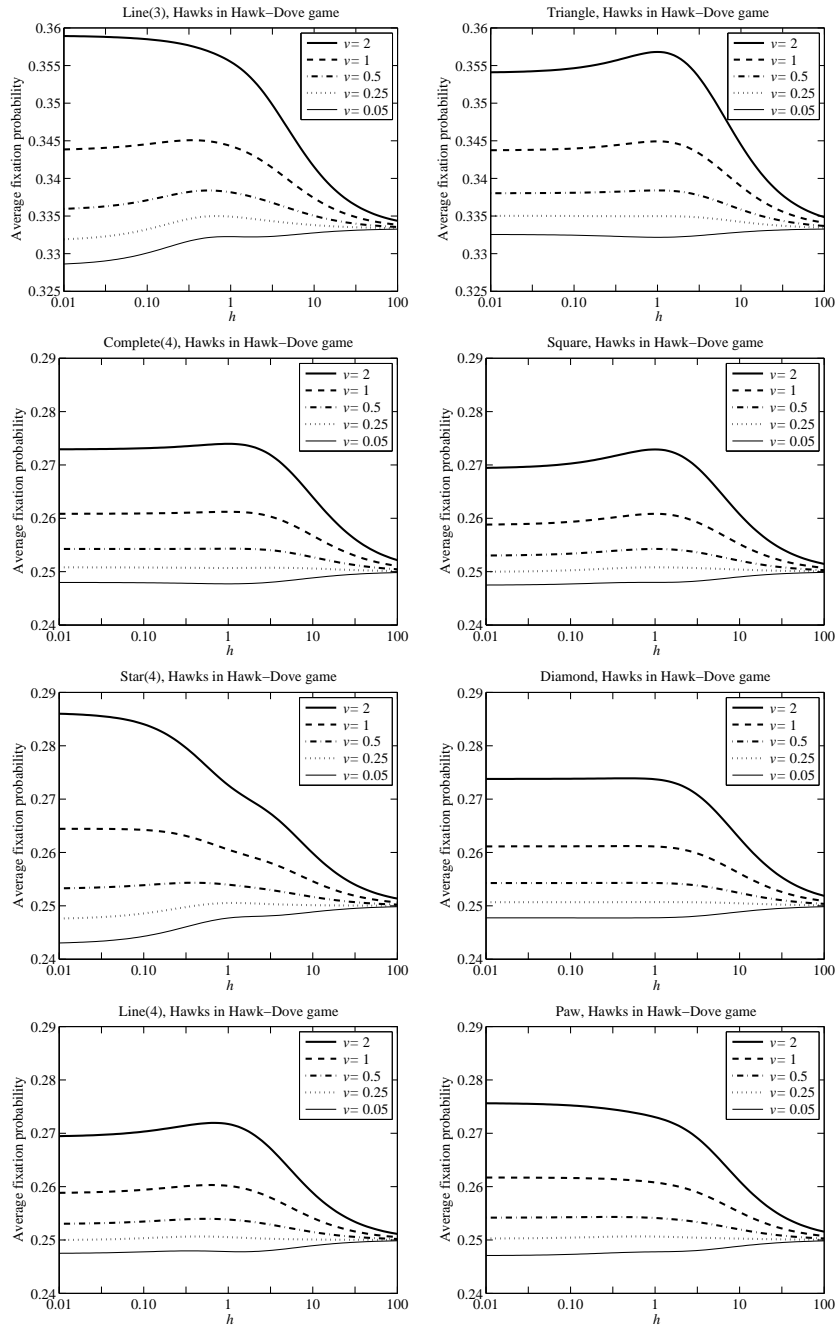 Line(3), Hawks in Hawk−Dove game
Average fixation probability
0.36
0.355
0.35
0.345
0.34
0.335
0.33
0.325
0.01 0.10 1 10 100
h
v= 2
v= 1
v= 0.5
v= 0.25
v= 0.05
Triangle, Hawks in Hawk−Dove game
Average fixation probability
0.36
0.355
0.35
0.345
0.34
0.335
0.33
0.325
0.01 0.10 1 10 100
h
v= 2
v= 1
v= 0.5
v= 0.25
v= 0.05
Complete(4), Hawks in Hawk−Dove game
Average fixation probability
0.29
0.28
0.27
0.26
0.25
0.24
0.01 0.10 1 10 100
h
v= 2
v= 1
v= 0.5
v= 0.25
v= 0.05
Square, Hawks in Hawk−Dove game
Average fixation probability
0.29
0.28
0.27
0.26
0.25
0.24
0.01 0.10 1 10 100
h
v= 2
v= 1
v= 0.5
v= 0.25
v= 0.05
Star(4), Hawks in Hawk−Dove game
Average fixation probability
0.29
0.28
0.27
0.26
0.25
0.24
0.01 0.10 1 10 100
h
v= 2
v= 1
v= 0.5
v= 0.25
v= 0.05
Diamond, Hawks in Hawk−Dove game
Average fixation probability
0.29
0.28
0.27
0.26
0.25
0.24
0.01 0.10 1 10 100
h
v= 2
v= 1
v= 0.5
v= 0.25
v= 0.05
Line(4), Hawks in Hawk−Dove game
Average fixation probability
0.29
0.28
0.27
0.26
0.25
0.24
0.01 0.10 1 10 100
h
v= 2
v= 1
v= 0.5
v= 0.25
v= 0.05
Paw, Hawks in Hawk−Dove game
Average fixation probability
0.29
0.28
0.27
0.26
0.25
0.24
0.01 0.10 1 10 100
h
v= 2
v= 1
v= 0.5
v= 0.25
v= 0.05